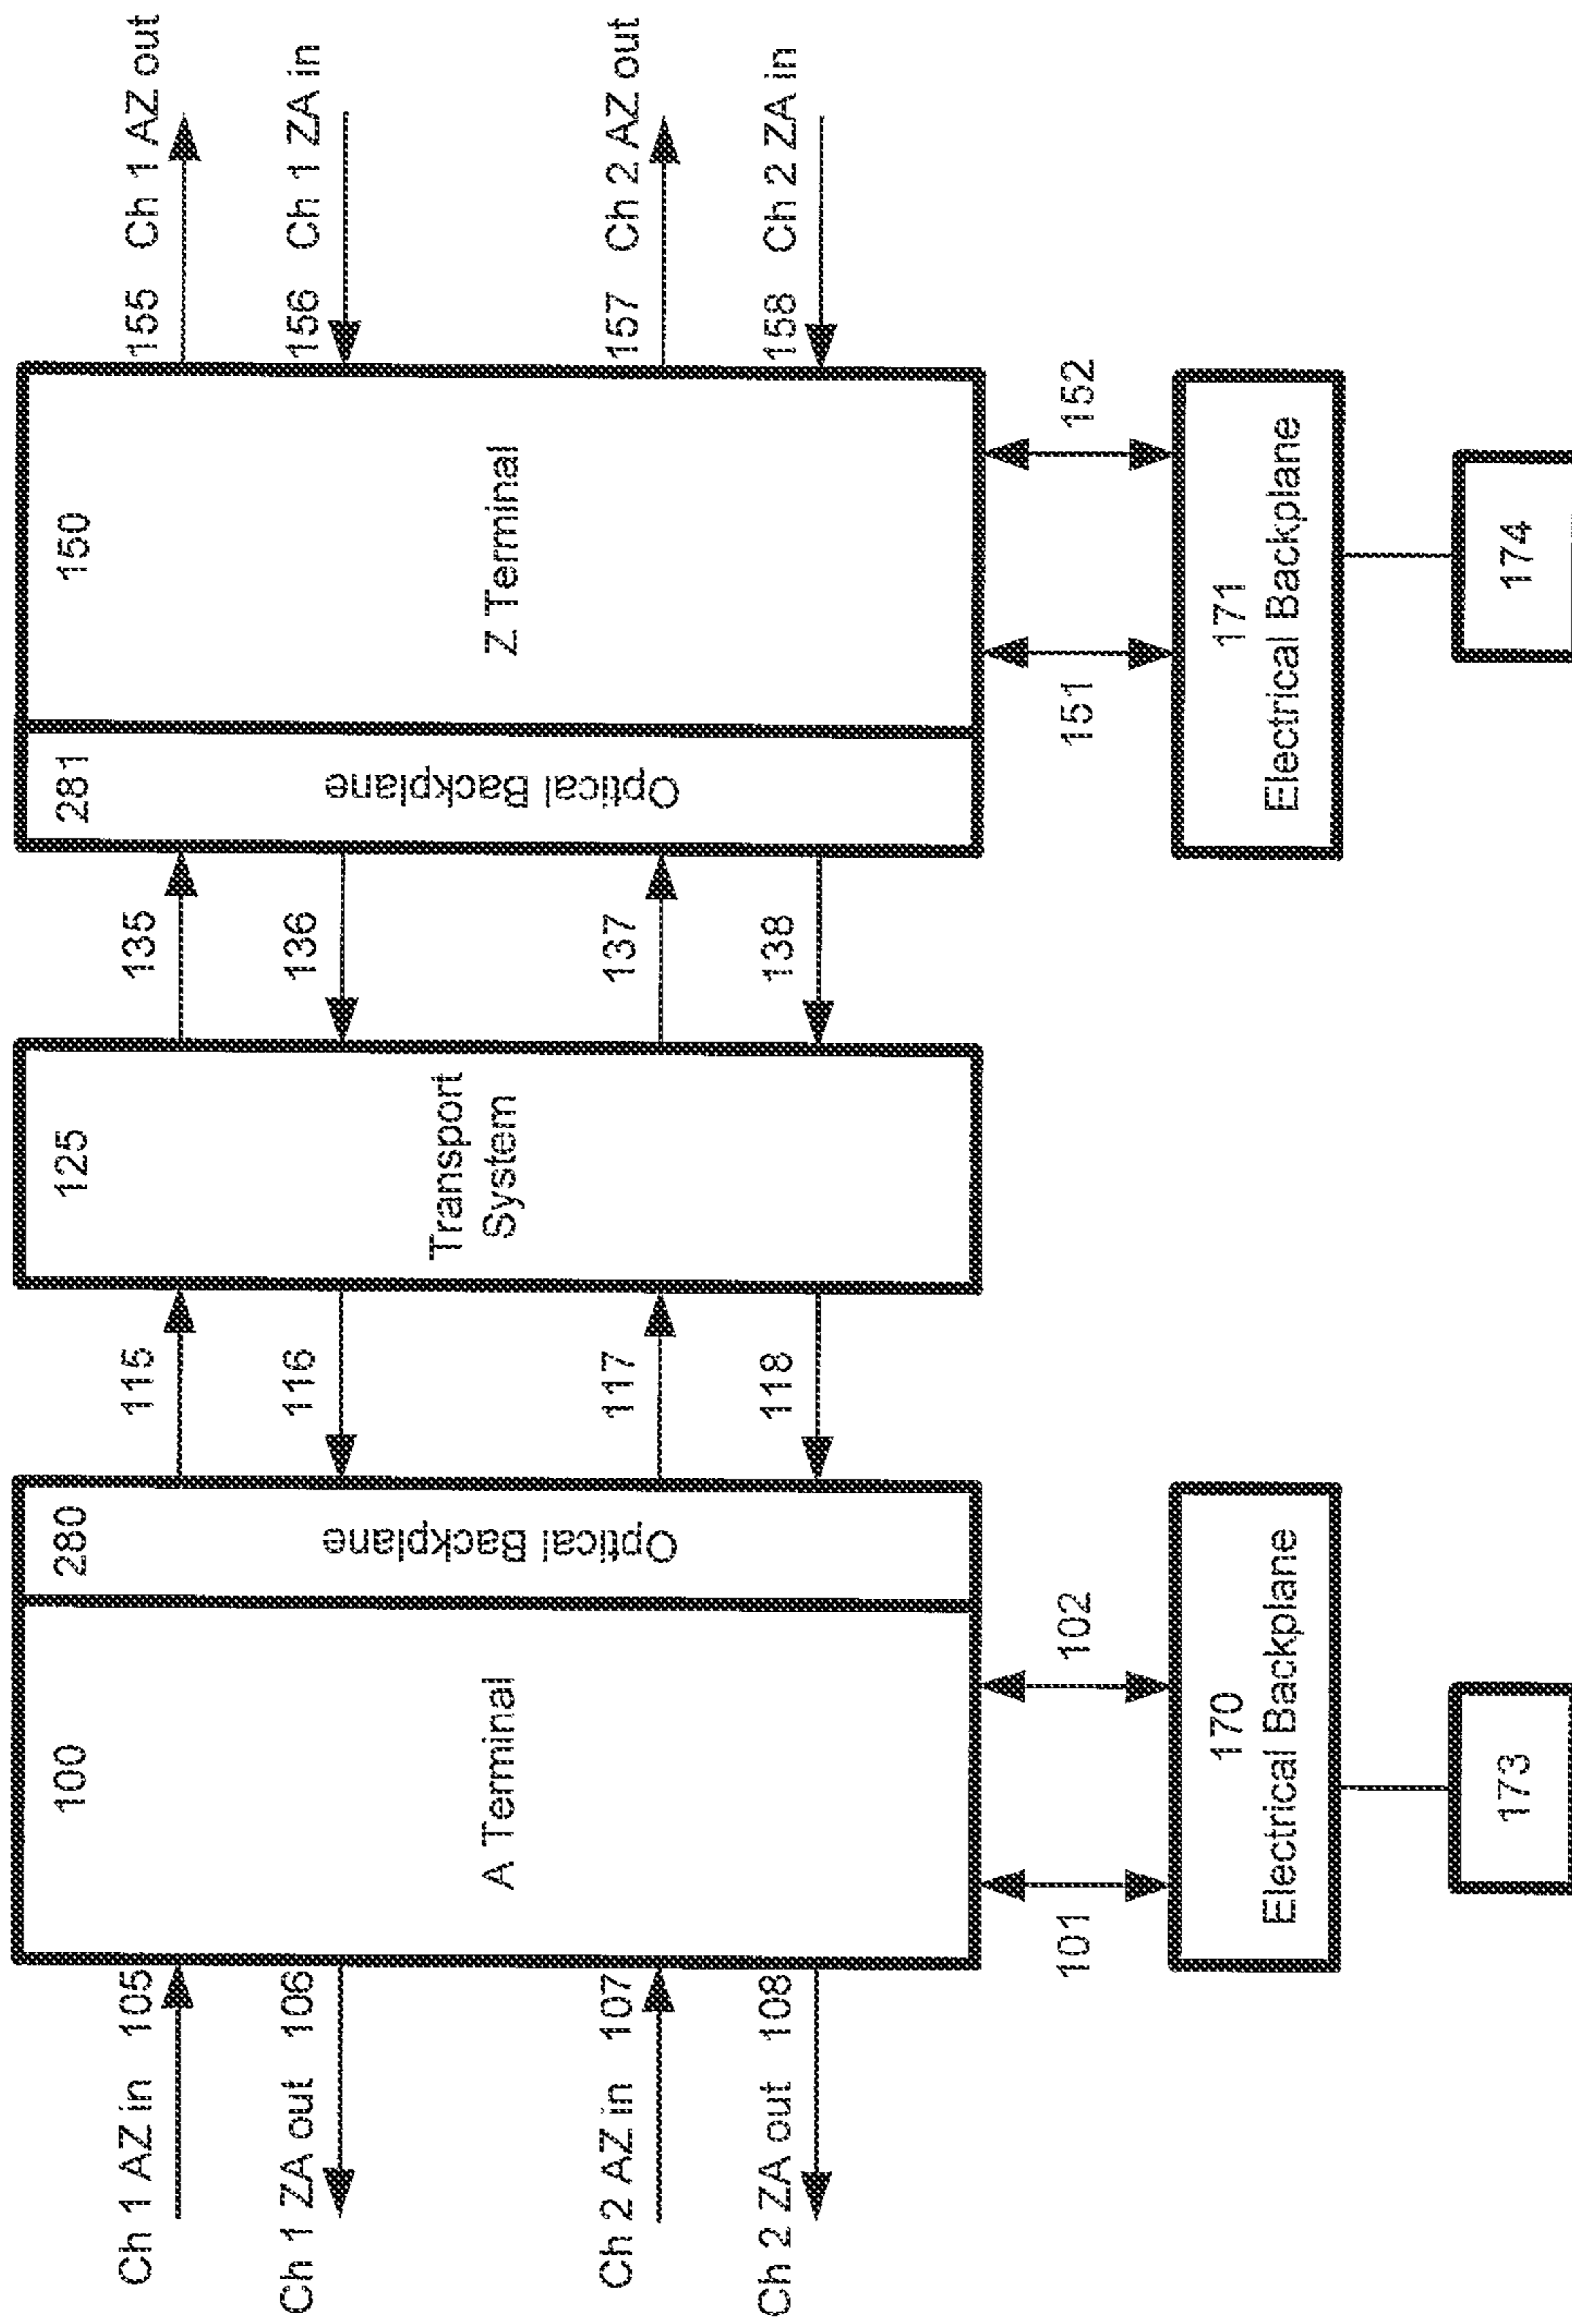 100
A Terminal
280
Optical Backplane
125
Transport
System
281
Optical Backplane
150
Z Terminal
Ch 1 AZ in 105
Ch 1 ZA out 106
Ch 2 AZ in 107
Ch 2 ZA out 108
115
116
117
118
135
136
137
138
155 Ch 1 AZ out
156 Ch 1 ZA in
157 Ch 2 AZ out
158 Ch 2 ZA in
101
102
151
152
170
Electrical Backplane
171
Electrical Backplane
173
174